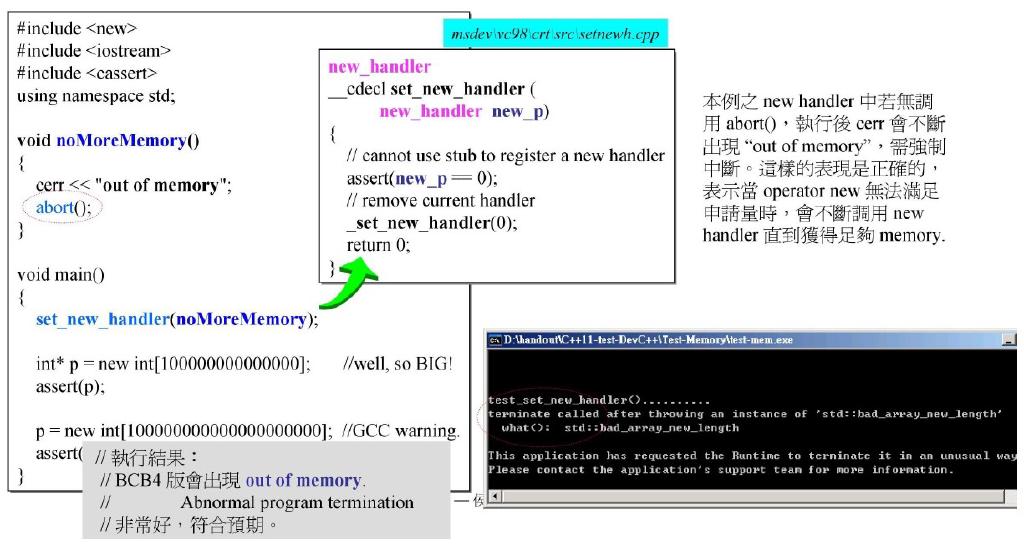 #include <new>
#include <iostream>
#include <cassert>
using namespace std;
void noMoreMemory()
{
cerr << "out of memory";
abort();
}
void main()
{
set_new_handler(noMoreMemory);
int* p = new int[100000000000000]; //well, so BIG!
assert(p);
p = new int[100000000000000000000]; //GCC warning.
assert(
}
// 執行結果：
// BCB4 版會出現 out of memory.
// Abnormal program termination
// 非常好，符合預期。
msdev\vc98\crt\src\setnewh.cpp
new_handler
__cdecl set_new_handler (
new_handler new_p)
{
// cannot use stub to register a new handler
assert(new_p == 0);
// remove current handler
_set_new_handler(0);
return 0;
}
本例之 new handler 中若無調
用 abort()，執行後 cerr 會不斷
出現 “out of memory”，需強制
中斷。這樣的表現是正確的，
表示當 operator new 無法滿足
申請量時，會不斷調用 new
handler 直到獲得足夠 memory.
D:\handout\C++11-test-DevC++\Test-Memory\test-mem.exe
test_set_new_handler()..........
terminate called after throwing an instance of 'std::bad_array_new_length'
what(): std::bad_array_new_length
This application has requested the Runtime to terminate it in an unusual way
Please contact the application's support team for more information.